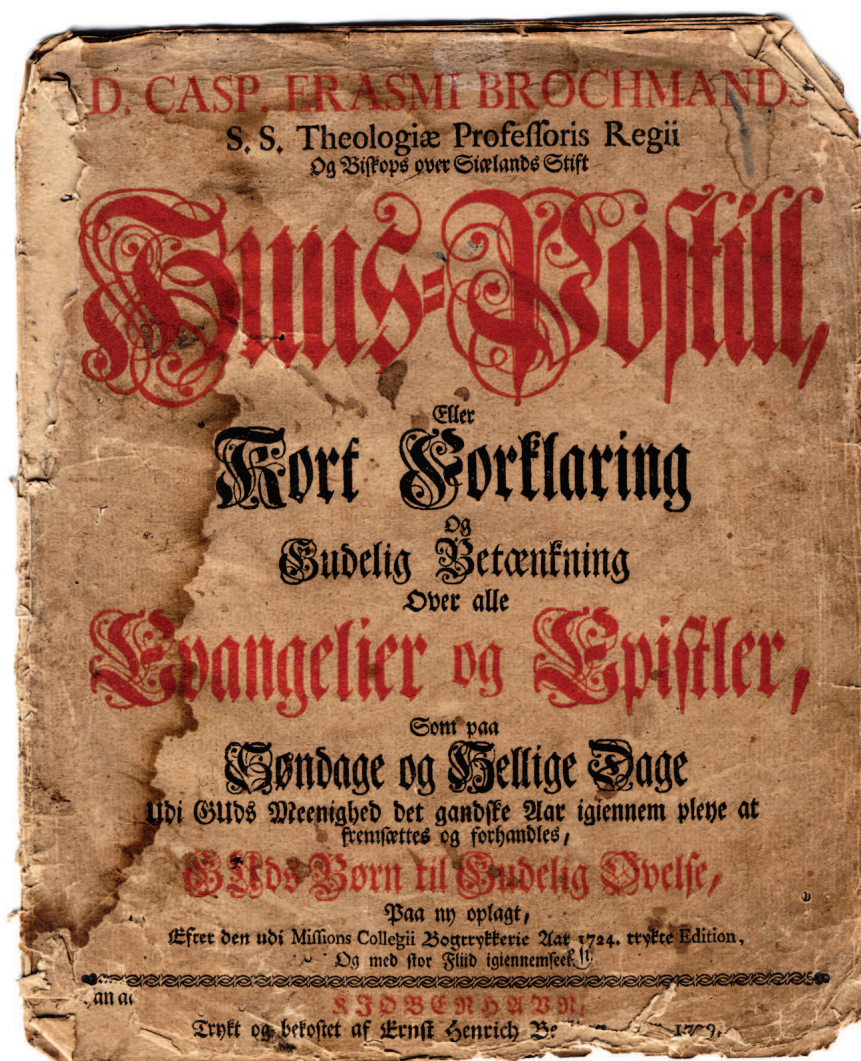 D. CASP. ERASMI BROCHMANDS
S. S. Theologiæ Profeſſoris Regii
Og Biſkops over Siælands Stift
Huus-Poſtill,
Eller
Kort Forklaring
Og
Gudelig Betænkning
Over alle
Evangelier og Epiſtler,
Som paa
Søndage og Hellige Dage
Udi GUds Meenighed det gandſke Aar igiennem pleye at
fremſættes og forhandles,
GUds Børn til Gudelig Øvelſe,
Paa ny oplagt,
Efter den udi Miſſions Collegii Bogtrykkerie Aar 1724. trykte Edition,
Og med ſtor Fliid igiennemſeet
KIØBENHAVN,
Trykt og bekoſtet af Ernſt Henrich